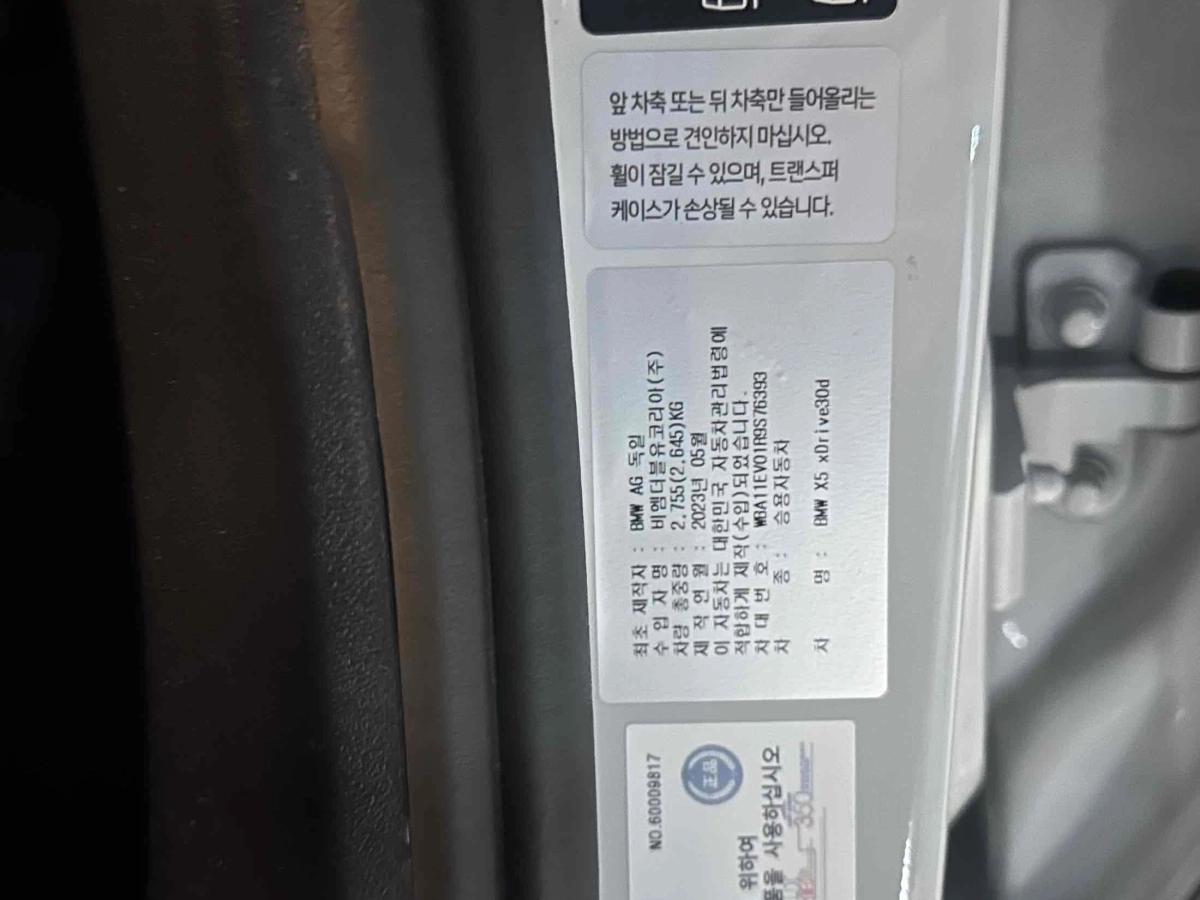 앞 차축 또는 뒤 차축만 들어올리는
방법으로 견인하지 마십시오.
휠이 잠길 수 있으며, 트랜스퍼
케이스가 손상될 수 있습니다.
최초 제작자 : BMW AG 독일
수 입 자 명 : 비엠더블유코리아(주)
차량 총중량 : 2,755(2,645)KG
제 작 연 월 : 2023년 05월
이 자동차는 대한민국 자동차관리법령에
적합하게 제작(수입)되었습니다.
차 대 번 호 : WBA11EV01R9S76393
차 종 : 승용자동차
차 명 : BMW X5 xDrive30d
NO.60009817
正品
위하여
품을 사용하십시오
360